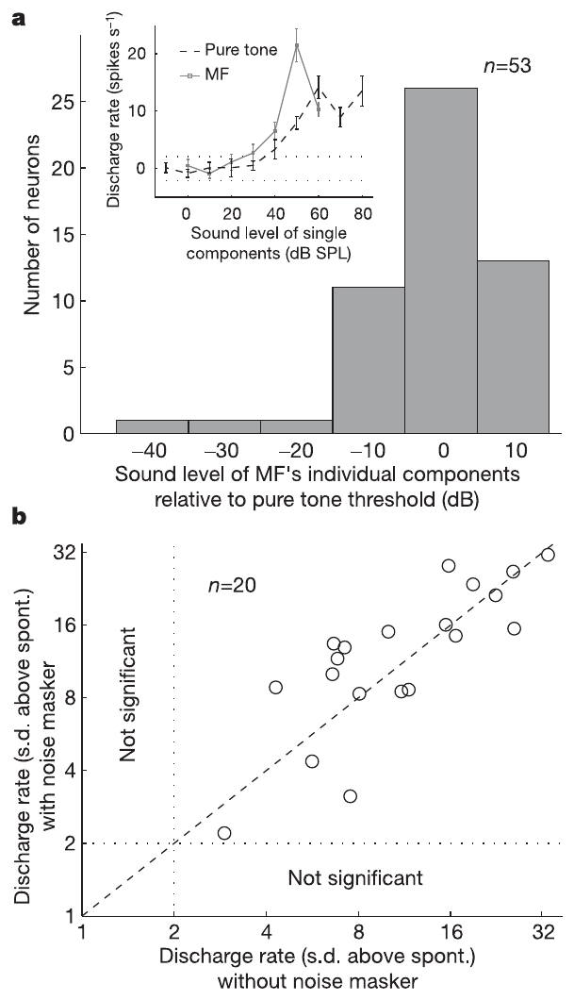 a
n=53
Number of neurons
25
20
15
10
5
0
−40 −30 −20 −10 0 10
Sound level of MF's individual components
relative to pure tone threshold (dB)
Discharge rate (spikes s⁻¹)
20
10
0
Pure tone
MF
0 20 40 60 80
Sound level of single
components (dB SPL)
b
n=20
Discharge rate (s.d. above spont.)
with noise masker
32
16
8
4
2
1
Not significant
Not significant
1 2 4 8 16 32
Discharge rate (s.d. above spont.)
without noise masker